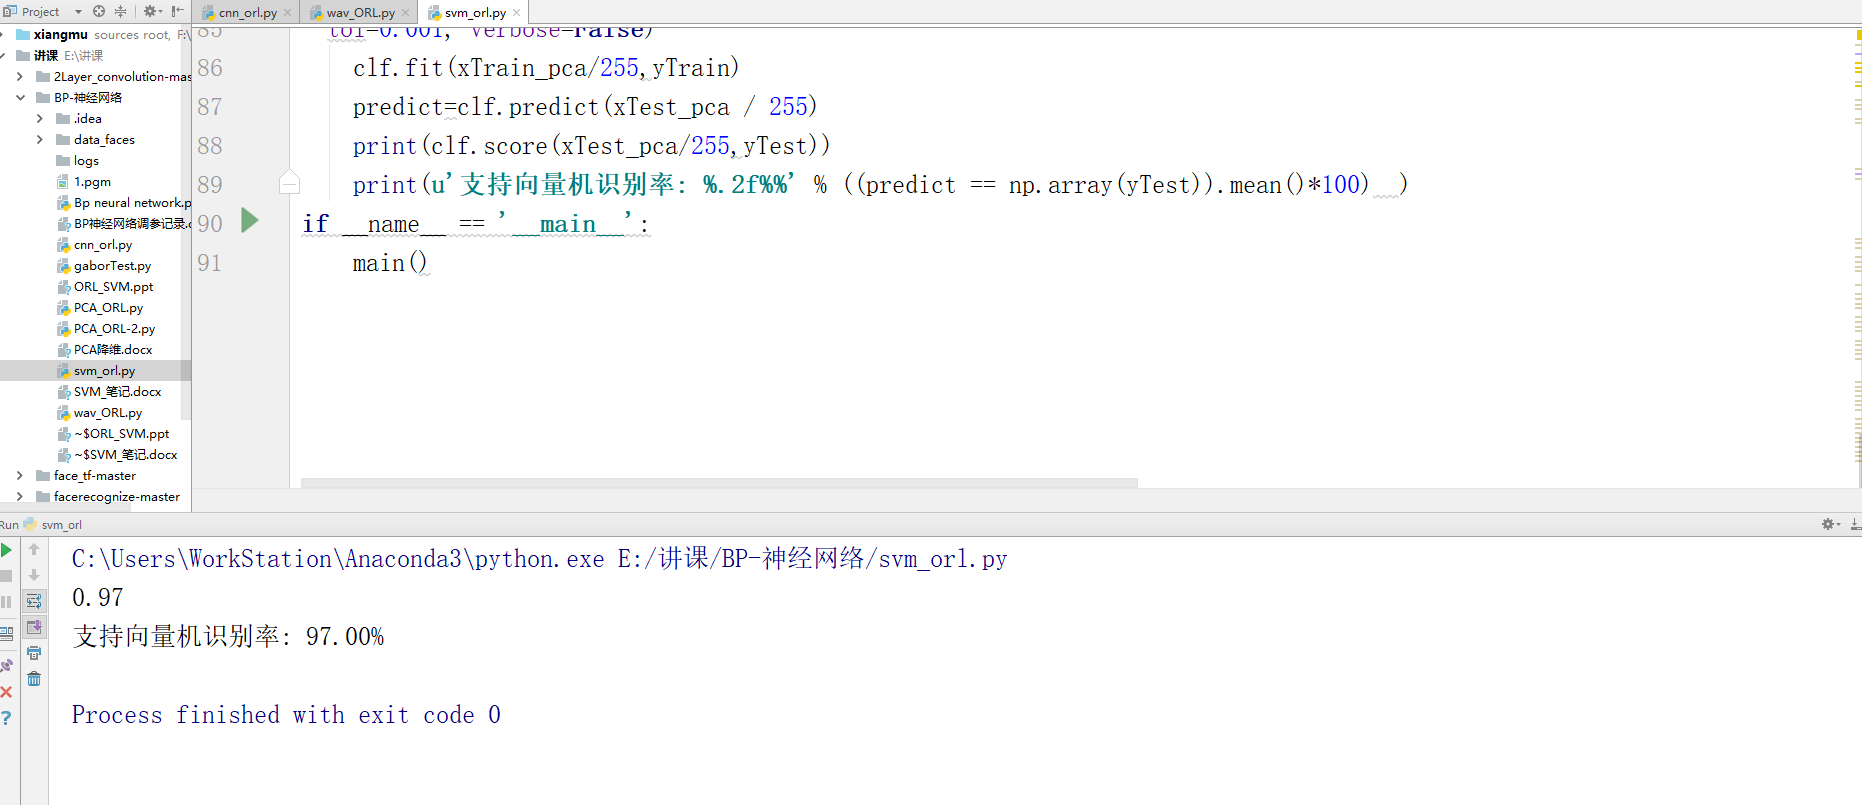 Project
cnn_orl.py
wav_ORL.py
svm_orl.py
xiangmu sources root, F:\
讲课 E:\讲课
2Layer_convolution-mas
BP-神经网络
.idea
data_faces
logs
1.pgm
Bp neural network.p
BP神经网络调参记录.c
cnn_orl.py
gaborTest.py
ORL_SVM.ppt
PCA_ORL.py
PCA_ORL-2.py
PCA降维.docx
svm_orl.py
SVM_笔记.docx
wav_ORL.py
~$ORL_SVM.ppt
~$SVM_笔记.docx
face_tf-master
facerecognize-master
85 tol=0.001, verbose=False)
86 clf.fit(xTrain_pca/255,yTrain)
87 predict=clf.predict(xTest_pca / 255)
88 print(clf.score(xTest_pca/255,yTest))
89 print(u'支持向量机识别率: %.2f%%' % ((predict == np.array(yTest)).mean()*100)  )
90 if __name__ == '__main__':
91 main()
Run svm_orl
C:\Users\WorkStation\Anaconda3\python.exe E:/讲课/BP-神经网络/svm_orl.py
0.97
支持向量机识别率: 97.00%
Process finished with exit code 0